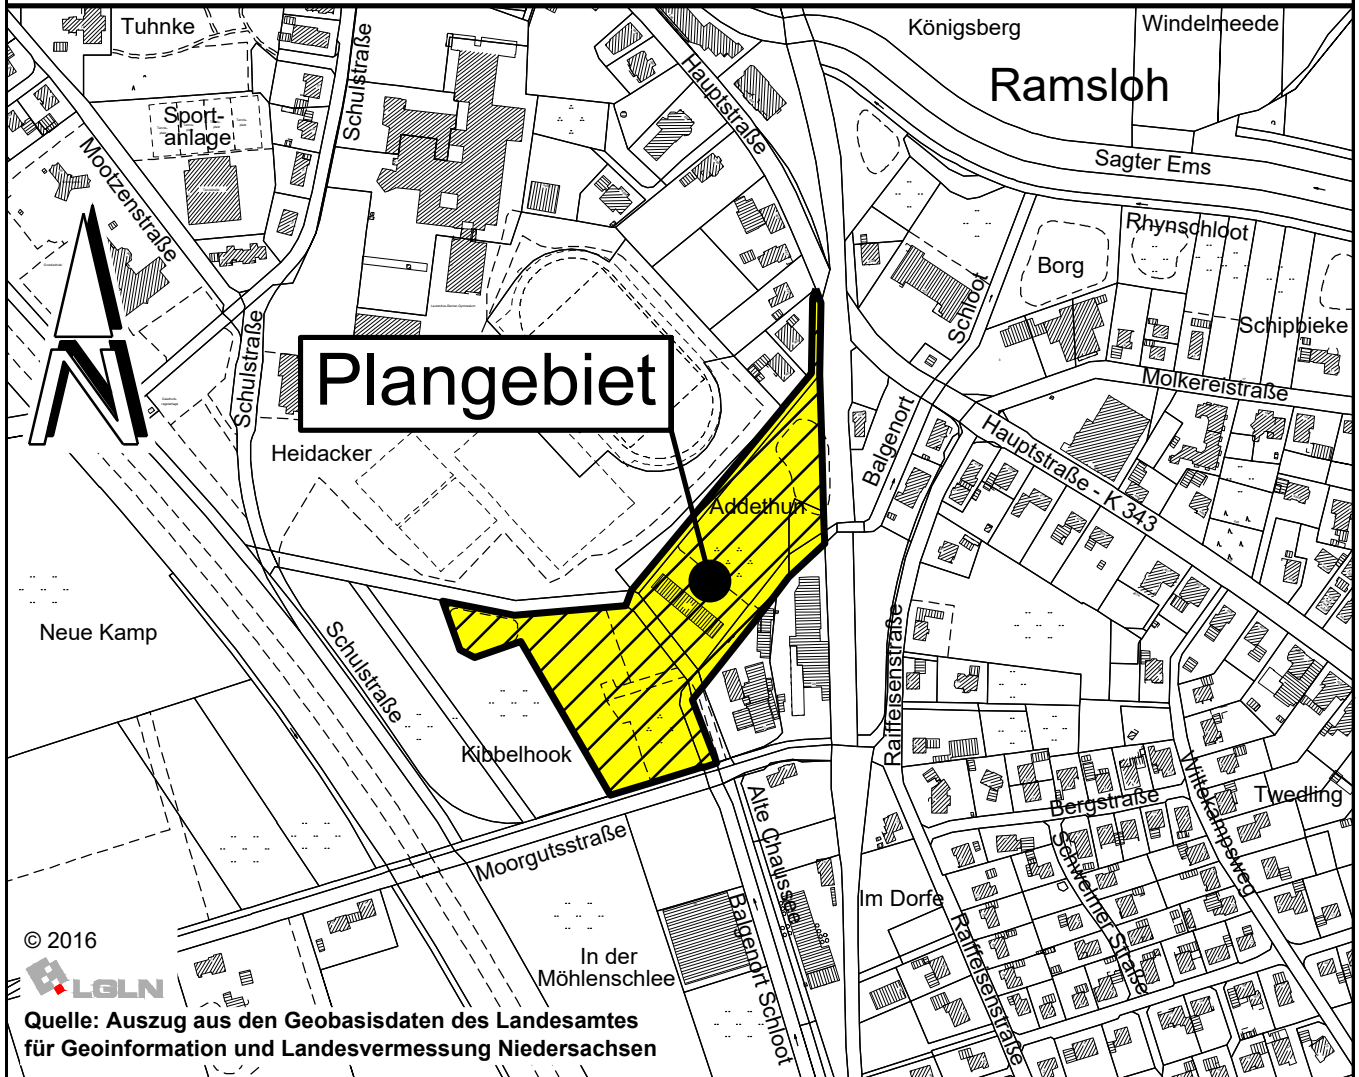 Tuhnke
Königsberg
Windelmeede
Ramsloh
Schulstraße
Hauptstraße
Sport-
anlage
Mootzenstraße
Sagter Ems
Rhynschloot
Borg
Schloot
Schipbieke
Schulstraße
Plangebiet
Molkereistraße
Balgenort
Hauptstraße - K 343
Heidacker
Addethun
N
Neue Kamp
Schulstraße
Raiffeisenstraße
Kibbelhook
Wittekampsweg
Twedling
Bergstraße
Alte Chaussee
Moorgutsstraße
Schwelmer Straße
Im Dorfe
Bagenort Schloot
Raiffeisenstraße
In der
Möhlenschlee
© 2016
LGLN
Quelle: Auszug aus den Geobasisdaten des Landesamtes
für Geoinformation und Landesvermessung Niedersachsen